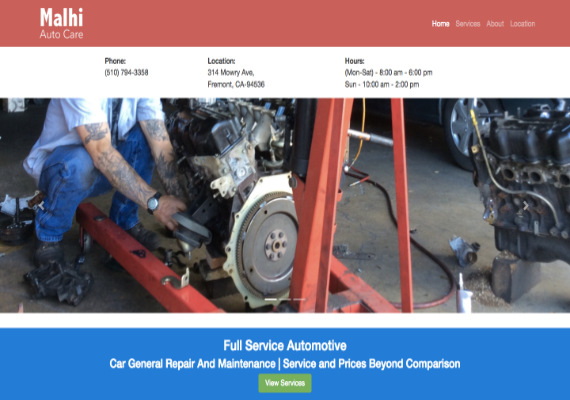 Malhi
Auto Care
Home Services About Location
Phone:
(510) 794-3358
Location:
314 Mowry Ave,
Fremont, CA-94536
Hours:
(Mon-Sat) - 8:00 am - 6:00 pm
Sun - 10:00 am - 2:00 pm
Full Service Automotive
Car General Repair And Maintenance | Service and Prices Beyond Comparison
View Services